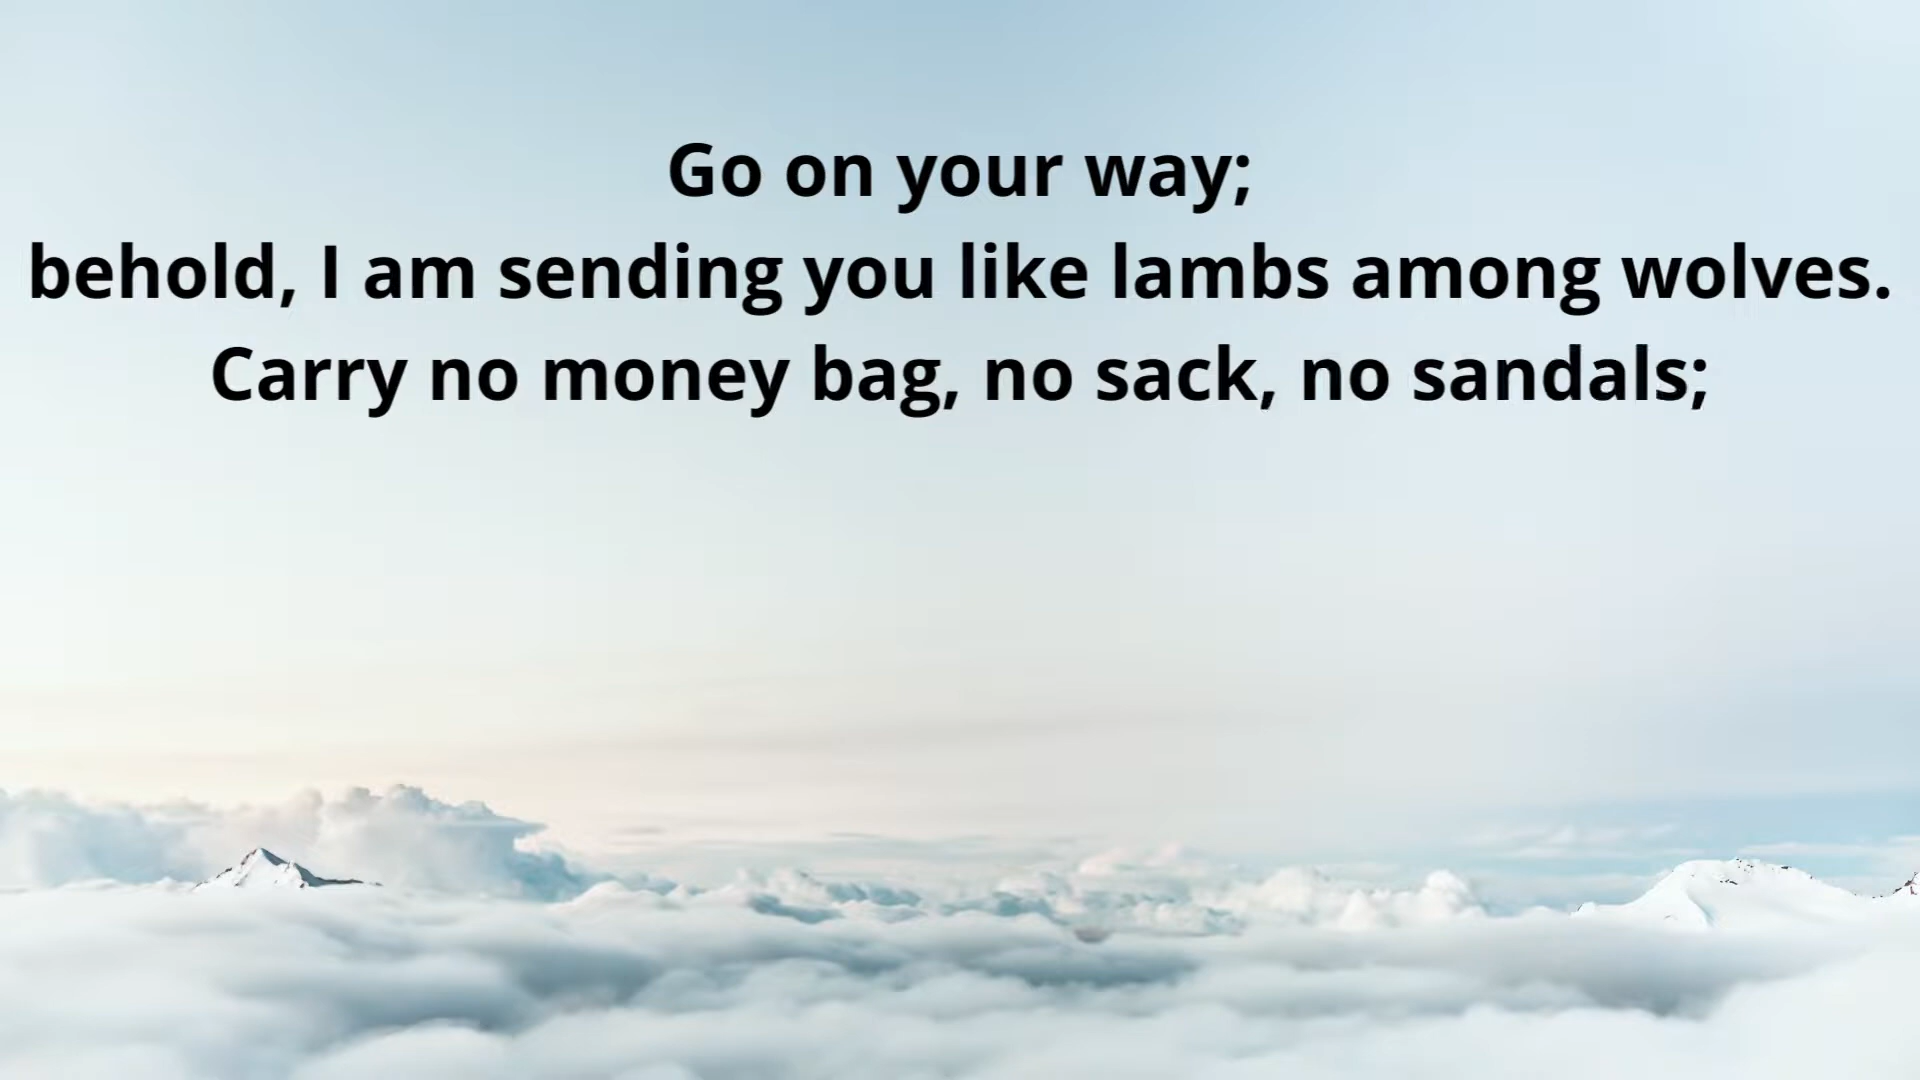 Go on your way;
behold, I am sending you like lambs among wolves.
Carry no money bag, no sack, no sandals;